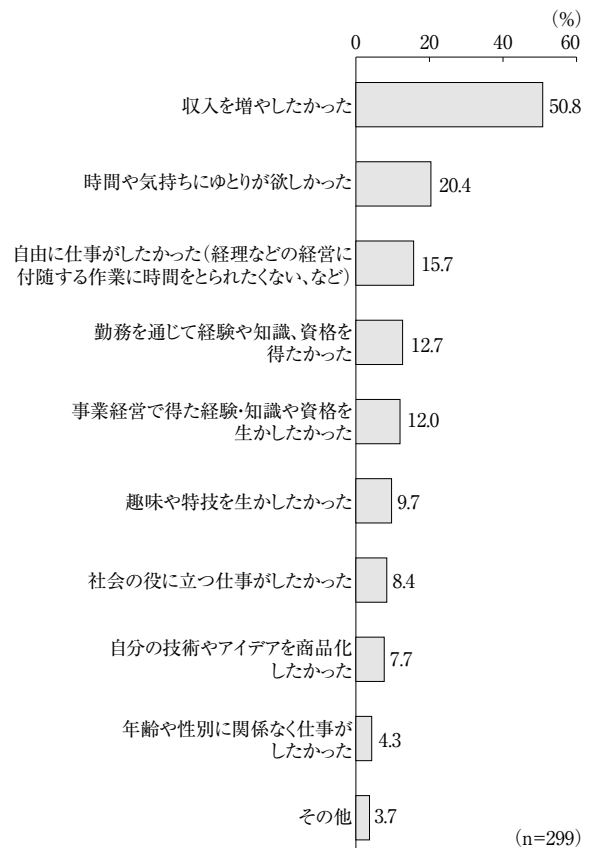 (%)
0 20 40 60
収入を増やしたかった 50.8
時間や気持ちにゆとりが欲しかった 20.4
自由に仕事がしたかった(経理などの経営に
付随する作業に時間をとられたくない、など) 15.7
勤務を通じて経験や知識、資格を
得たかった 12.7
事業経営で得た経験・知識や資格を
生かしたかった 12.0
趣味や特技を生かしたかった 9.7
社会の役に立つ仕事がしたかった 8.4
自分の技術やアイデアを商品化
したかった 7.7
年齢や性別に関係なく仕事が
したかった 4.3
その他 3.7
(n=299)